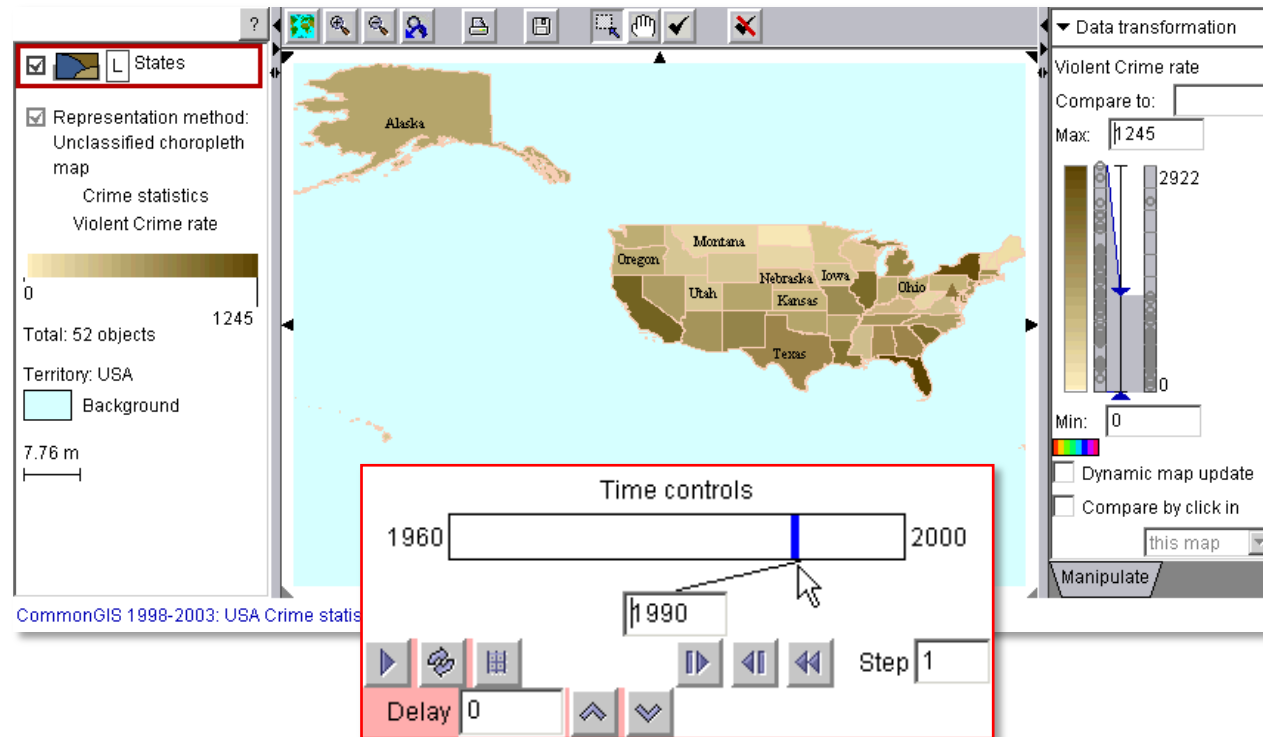 ?
L States
Representation method:
Unclassified choropleth
map
Crime statistics
Violent Crime rate
0
1245
Total: 52 objects
Territory: USA
Background
7.76 m
CommonGIS 1998-2003: USA Crime statis
Alaska
Montana
Oregon
Nebraska
Iowa
Utah
Ohio
Kansas
Texas
Data transformation
Violent Crime rate
Compare to:
Max: 1245
2922
0
Min: 0
Dynamic map update
Compare by click in
this map
Manipulate
Time controls
1960
2000
1990
Step 1
Delay 0